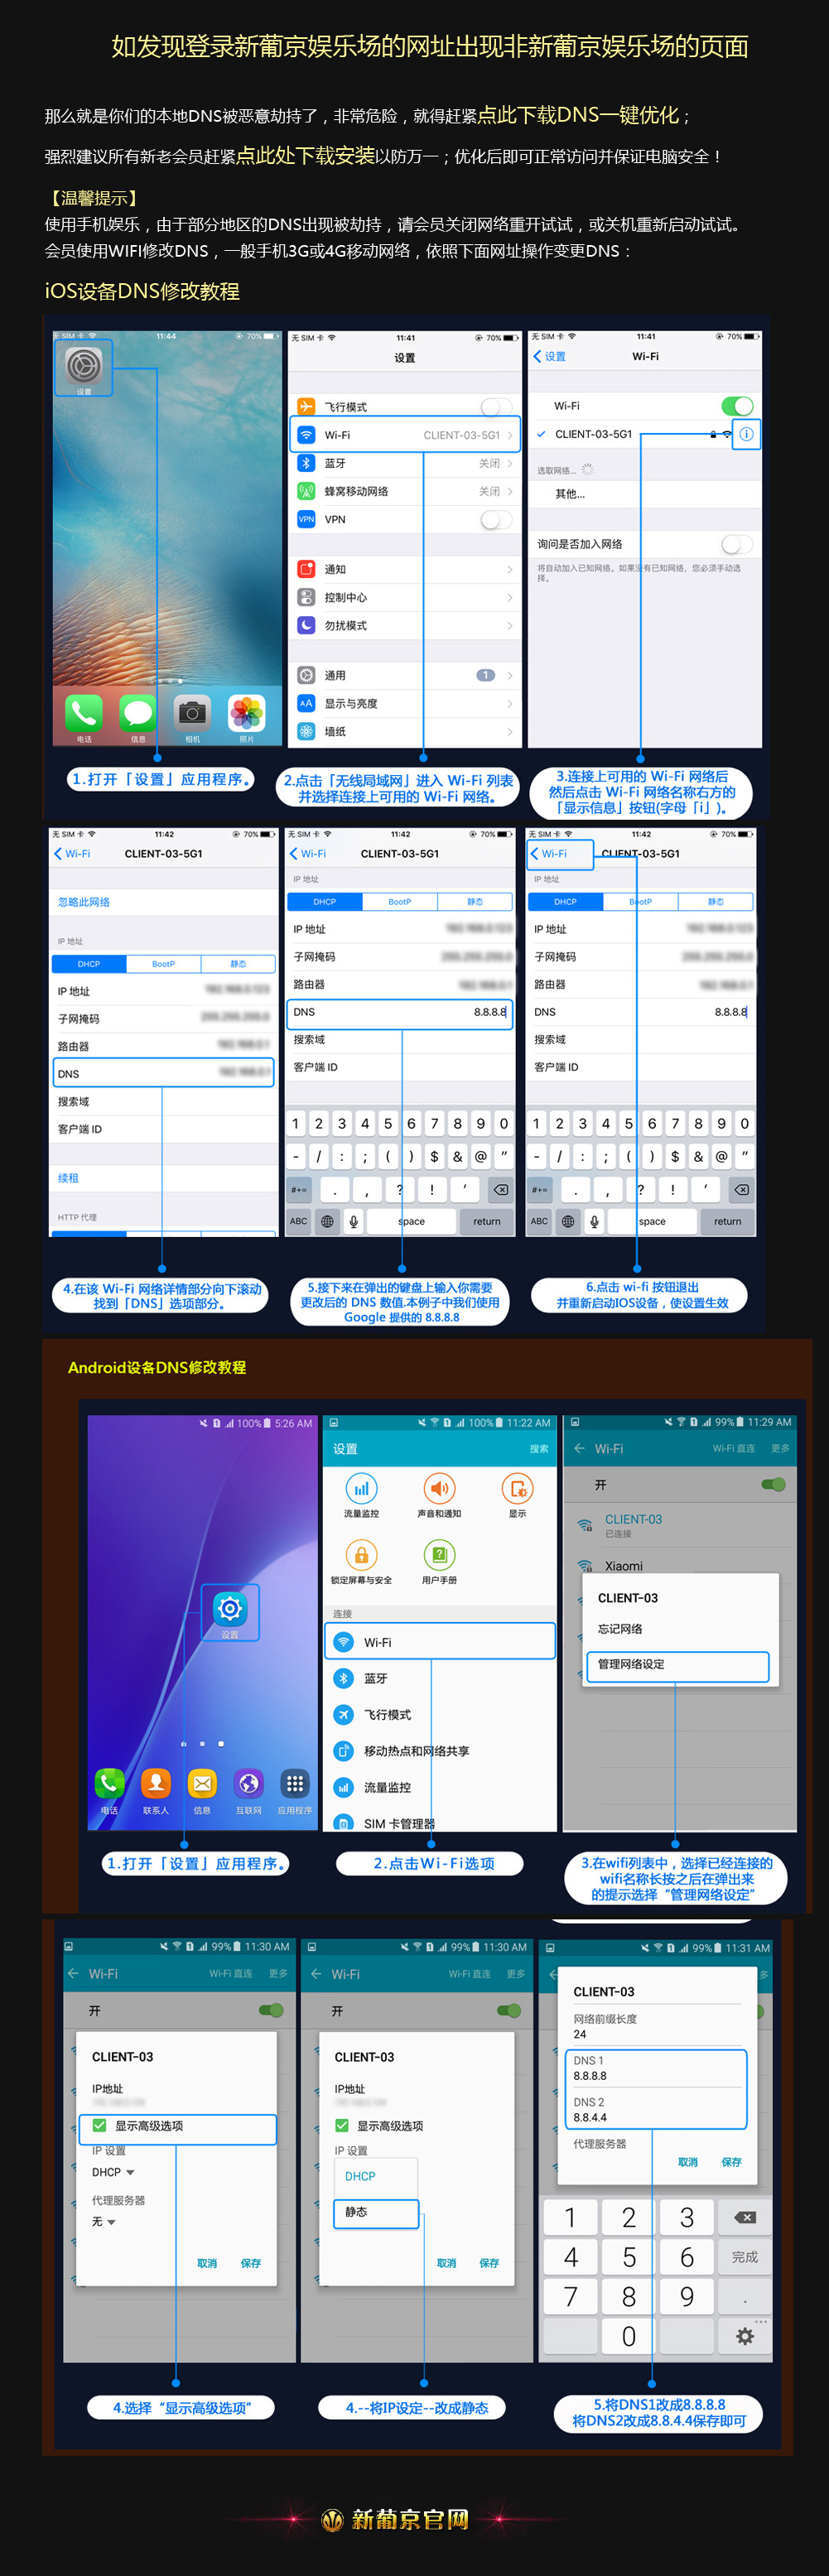 如发现登录新葡京娱乐场的网址出现非新葡京娱乐场的页面
那么就是你们的本地DNS被恶意劫持了，非常危险，就得赶紧点此下载DNS一键优化；
强烈建议所有新老会员赶紧点此处下载安装以防万一；优化后即可正常访问并保证电脑安全！
【温馨提示】
使用手机娱乐，由于部分地区的DNS出现被劫持，请会员关闭网络重开试试，或关机重新启动试试。
会员使用WIFI修改DNS，一般手机3G或4G移动网络，依照下面网址操作变更DNS：
iOS设备DNS修改教程
无 SIM 卡 11:44 70%
设置
电话 信息 相机 照片
1.打开「设置」应用程序。
无 SIM 卡 11:41 70%
设置
飞行模式
Wi-Fi CLIENT-03-5G1
蓝牙 关闭
蜂窝移动网络 关闭
VPN VPN
通知
控制中心
勿扰模式
通用 1
AA 显示与亮度
墙纸
2.点击「无线局域网」进入 Wi-Fi 列表
并选择连接上可用的 Wi-Fi 网络。
无 SIM 卡 11:41 70%
设置 Wi-Fi
Wi-Fi
CLIENT-03-5G1
选取网络...
其他...
询问是否加入网络
将自动加入已知网络。如果没有已知网络，您必须手动选
择。
3.连接上可用的 Wi-Fi 网络后
然后点击 Wi-Fi 网络名称右方的
「显示信息」按钮(字母「i」)。
无 SIM 卡 11:42 70%
Wi-Fi CLIENT-03-5G1
忽略此网络
IP 地址
DHCP BootP 静态
IP 地址
子网掩码
路由器
DNS
搜索域
客户端 ID
续租
HTTP 代理
4.在该 Wi-Fi 网络详情部分向下滚动
找到「DNS」选项部分。
无 SIM 卡 11:42 70%
Wi-Fi CLIENT-03-5G1
IP 地址
DHCP BootP 静态
IP 地址
子网掩码
路由器
DNS 8.8.8.8
搜索域
客户端 ID
1 2 3 4 5 6 7 8 9 0
- / : ; ( ) $ & @ "
#+= . , ? ! '
ABC space return
5.接下来在弹出的键盘上输入你需要
更改后的 DNS 数值.本例子中我们使用
Google 提供的 8.8.8.8
无 SIM 卡 11:42 70%
Wi-Fi CLIENT-03-5G1
IP 地址
DHCP BootP 静态
IP 地址
子网掩码
路由器
DNS 8.8.8.8
搜索域
客户端 ID
1 2 3 4 5 6 7 8 9 0
- / : ; ( ) $ & @ "
#+= . , ? ! '
ABC space return
6.点击 wi-fi 按钮退出
并重新启动IOS设备，使设置生效
Android设备DNS修改教程
100% 5:26 AM
设置
电话 联系人 信息 互联网 应用程序
1.打开「设置」应用程序。
100% 11:22 AM
设置 搜索
流量监控 声音和通知 显示
锁定屏幕与安全 用户手册
连接
Wi-Fi
蓝牙
飞行模式
移动热点和网络共享
流量监控
SIM 卡管理器
2.点击Wi-Fi选项
99% 11:29 AM
Wi-Fi Wi-Fi 直连 更多
开
CLIENT-03
已连接
Xiaomi
CLIENT-03
忘记网络
管理网络设定
3.在wifi列表中，选择已经连接的
wifi名称长按之后在弹出来
的提示选择“管理网络设定”
99% 11:30 AM
Wi-Fi Wi-Fi 直连 更多
开
CLIENT-03
IP地址
显示高级选项
IP 设置
DHCP
代理服务器
无
取消 保存
4.选择“显示高级选项”
99% 11:30 AM
Wi-Fi Wi-Fi 直连 更多
开
CLIENT-03
IP地址
显示高级选项
IP 设置
DHCP
静态
取消 保存
4.--将IP设定--改成静态
99% 11:31 AM
多
CLIENT-03
网络前缀长度
24
DNS 1
8.8.8.8
DNS 2
8.8.4.4
代理服务器
取消 保存
1 2 3
4 5 6 完成
7 8 9 .
0
5.将DNS1改成8.8.8.8
将DNS2改成8.8.4.4保存即可
新葡京官网